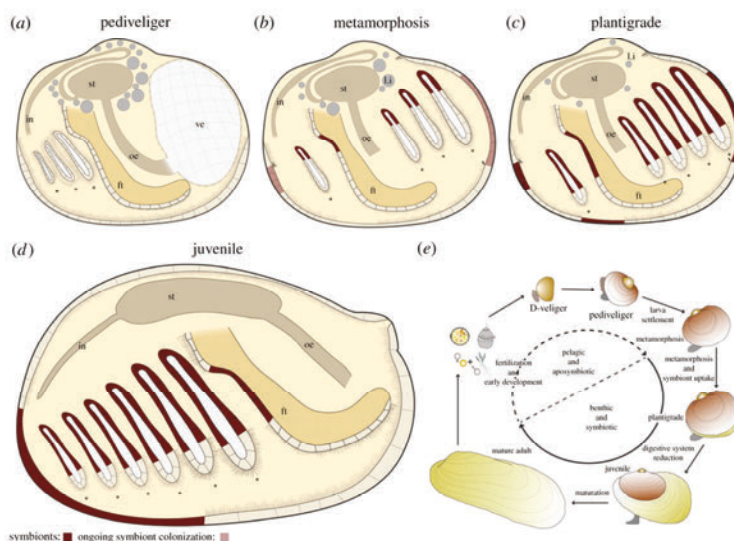 (a) pediveliger
st
in
oe
ve
ft
(b) metamorphosis
st
Li
in
oe
ft
(c) plantigrade
Li
st
in
oe
ft
(d) juvenile
st
in
oe
ft
symbionts: ongoing symbiont colonization:
(e)
D-veliger
pediveliger
larva
settlement
metamorphosis
metamorphosis
and
symbiont uptake
plantigrade
digestive system
reduction
juvenile
maturation
mature adult
fertilization
and
early development
pelagic
and
aposymbiotic
benthic
and
symbiotic